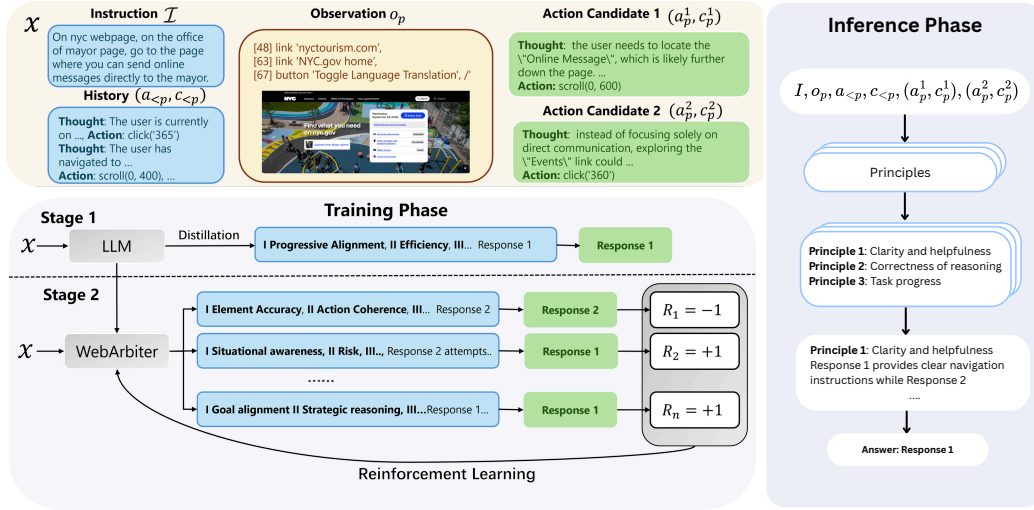 x
Instruction I
On nyc webpage, on the office
of mayor page, go to the page
where you can send online
messages directly to the mayor.
History (a<p, c<p)
Thought: The user is currently
on ..., Action: click('365')
Thought: The user has
navigated to ...
Action: scroll(0, 400), ...
Observation o_p
[48] link 'nyctourism.com',
[63] link 'NYC.gov home',
[67] button 'Toggle Language Translation', /'
NYC
Find what you need
on nyc.gov
Action Candidate 1 (a_p^1, c_p^1)
Thought: the user needs to locate the
\"Online Message\", which is likely further
down the page. ...
Action: scroll(0, 600)
Action Candidate 2 (a_p^2, c_p^2)
Thought: instead of focusing solely on
direct communication, exploring the
\"Events\" link could ...
Action: click('360')
Training Phase
Stage 1
x
LLM
Distillation
I Progressive Alignment, II Efficiency, III... Response 1
Response 1
Stage 2
x
WebArbiter
I Element Accuracy, II Action Coherence, III... Response 2
Response 2
R_1 = −1
I Situational awareness, II Risk, III.., Response 2 attempts..
Response 1
R_2 = +1
......
I Goal alignment II Strategic reasoning, III...Response 1...
Response 1
R_n = +1
Reinforcement Learning
Inference Phase
I, o_p, a<p, c<p, (a_p^1, c_p^1), (a_p^2, c_p^2)
Principles
Principle 1: Clarity and helpfulness
Principle 2: Correctness of reasoning
Principle 3: Task progress
Principle 1: Clarity and helpfulness
Response 1 provides clear navigation
instructions while Response 2
....
Answer: Response 1